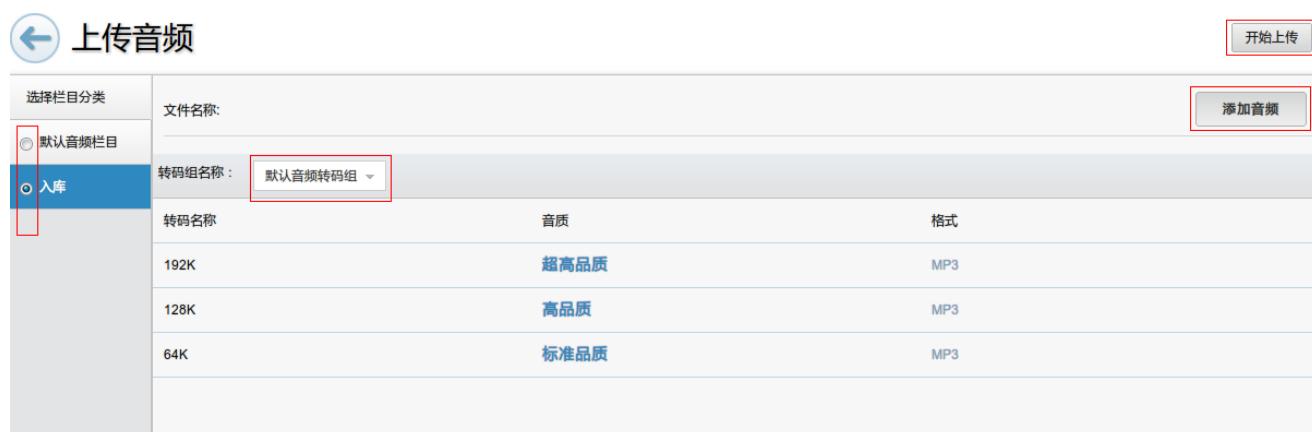 上传音频
开始上传
选择栏目分类
默认音频栏目
入库
文件名称:
添加音频
转码组名称： 默认音频转码组
转码名称 音质 格式
192K 超高品质 MP3
128K 高品质 MP3
64K 标准品质 MP3